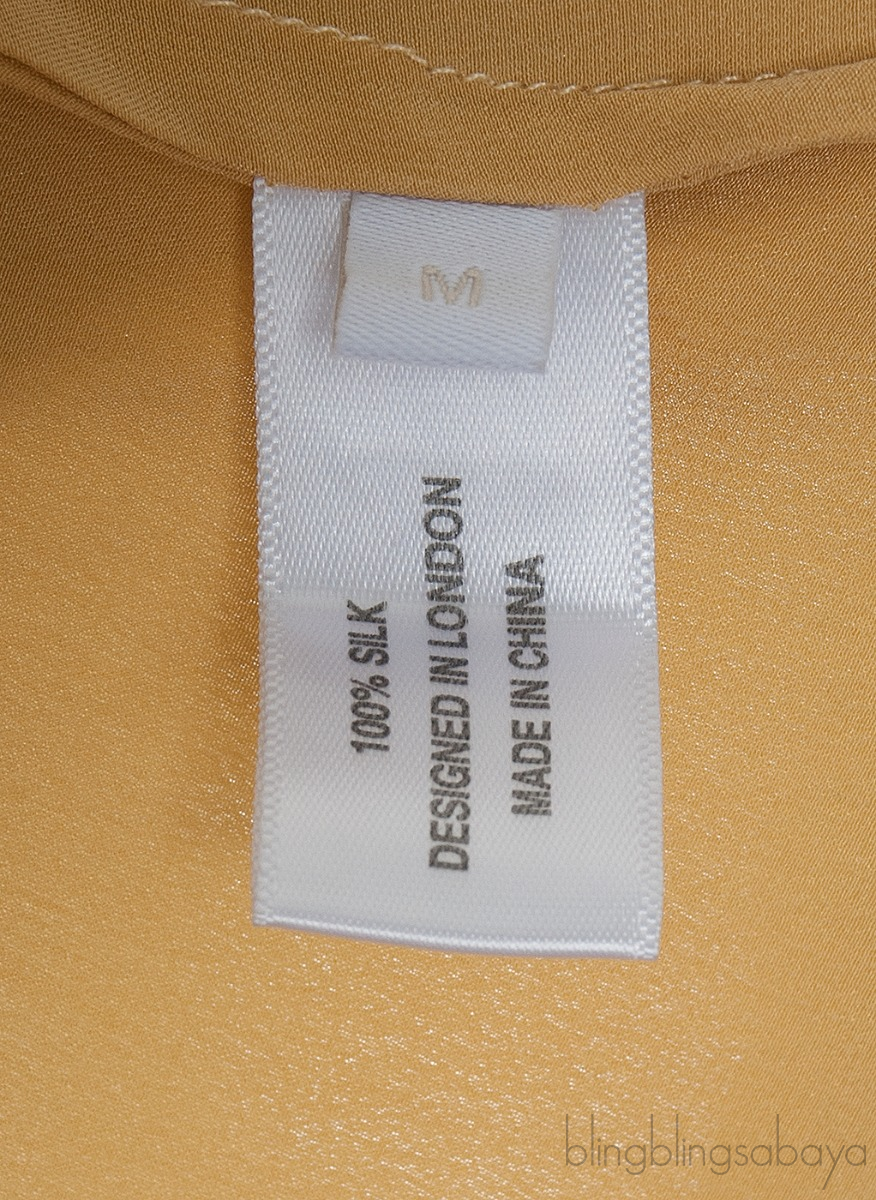 M
100% SILK
DESIGNED IN LONDON
MADE IN CHINA
blingblingsabaya